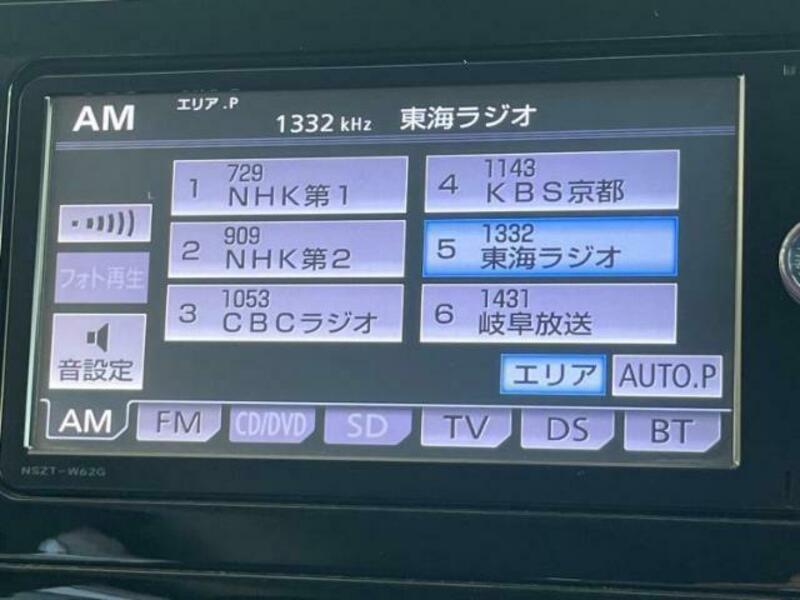 AM
エリア.P
1332 kHz 東海ラジオ
1 729 NHK第1
2 909 NHK第2
3 1053 CBCラジオ
4 1143 KBS京都
5 1332 東海ラジオ
6 1431 岐阜放送
フォト再生
音設定
エリア AUTO.P
AM FM CD/DVD SD TV DS BT
NSZT-W62G